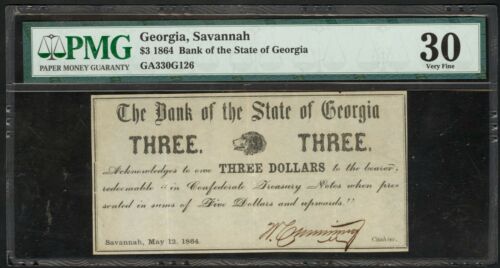 PMG
PAPER MONEY GUARANTY
Georgia, Savannah
$3 1864 Bank of the State of Georgia
GA330G126
30
Very Fine
The Bank of the State of Georgia
THREE. THREE.
Acknowledges to owe THREE DOLLARS to the bearer,
redeemable "in Confederate Treasury Notes when pre-
sented in sums of Five Dollars and upwards."
W. Cumming
Savannah, May 12, 1864. Cashier.